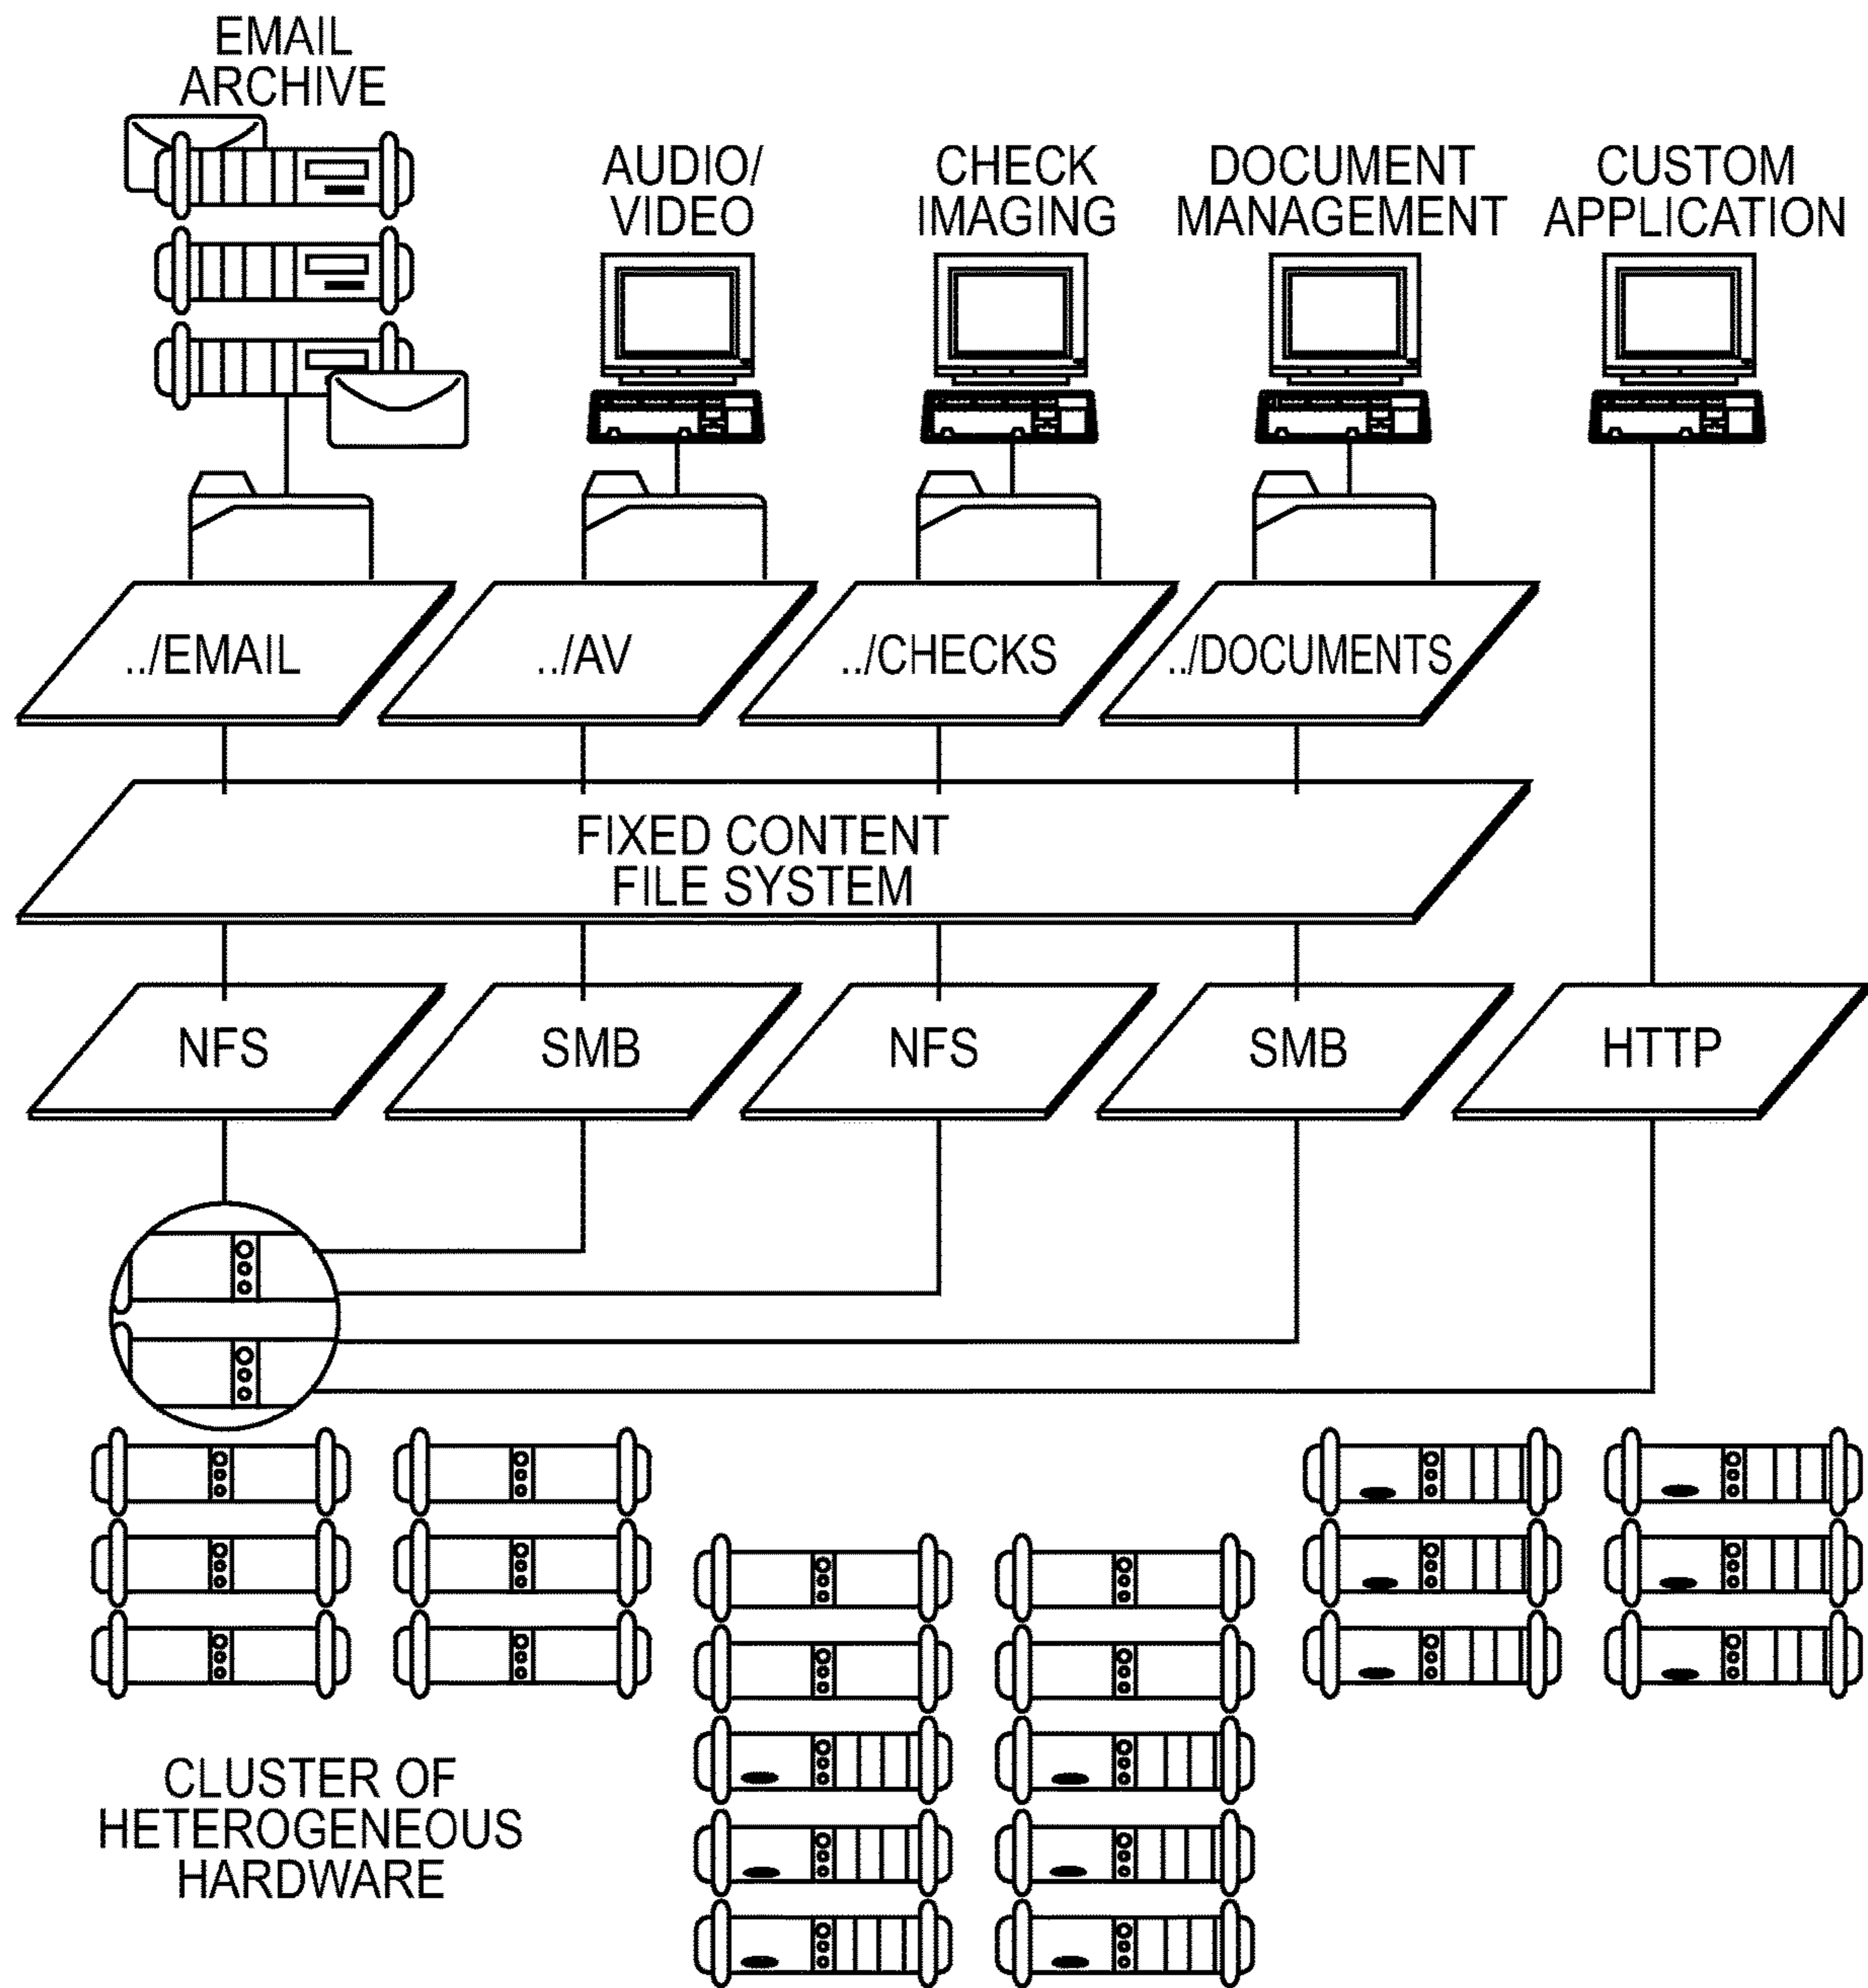 EMAIL
ARCHIVE
AUDIO/
VIDEO
CHECK
IMAGING
DOCUMENT
MANAGEMENT
CUSTOM
APPLICATION
../EMAIL
../AV
../CHECKS
../DOCUMENTS
FIXED CONTENT
FILE SYSTEM
NFS
SMB
NFS
SMB
HTTP
CLUSTER OF
HETEROGENEOUS
HARDWARE